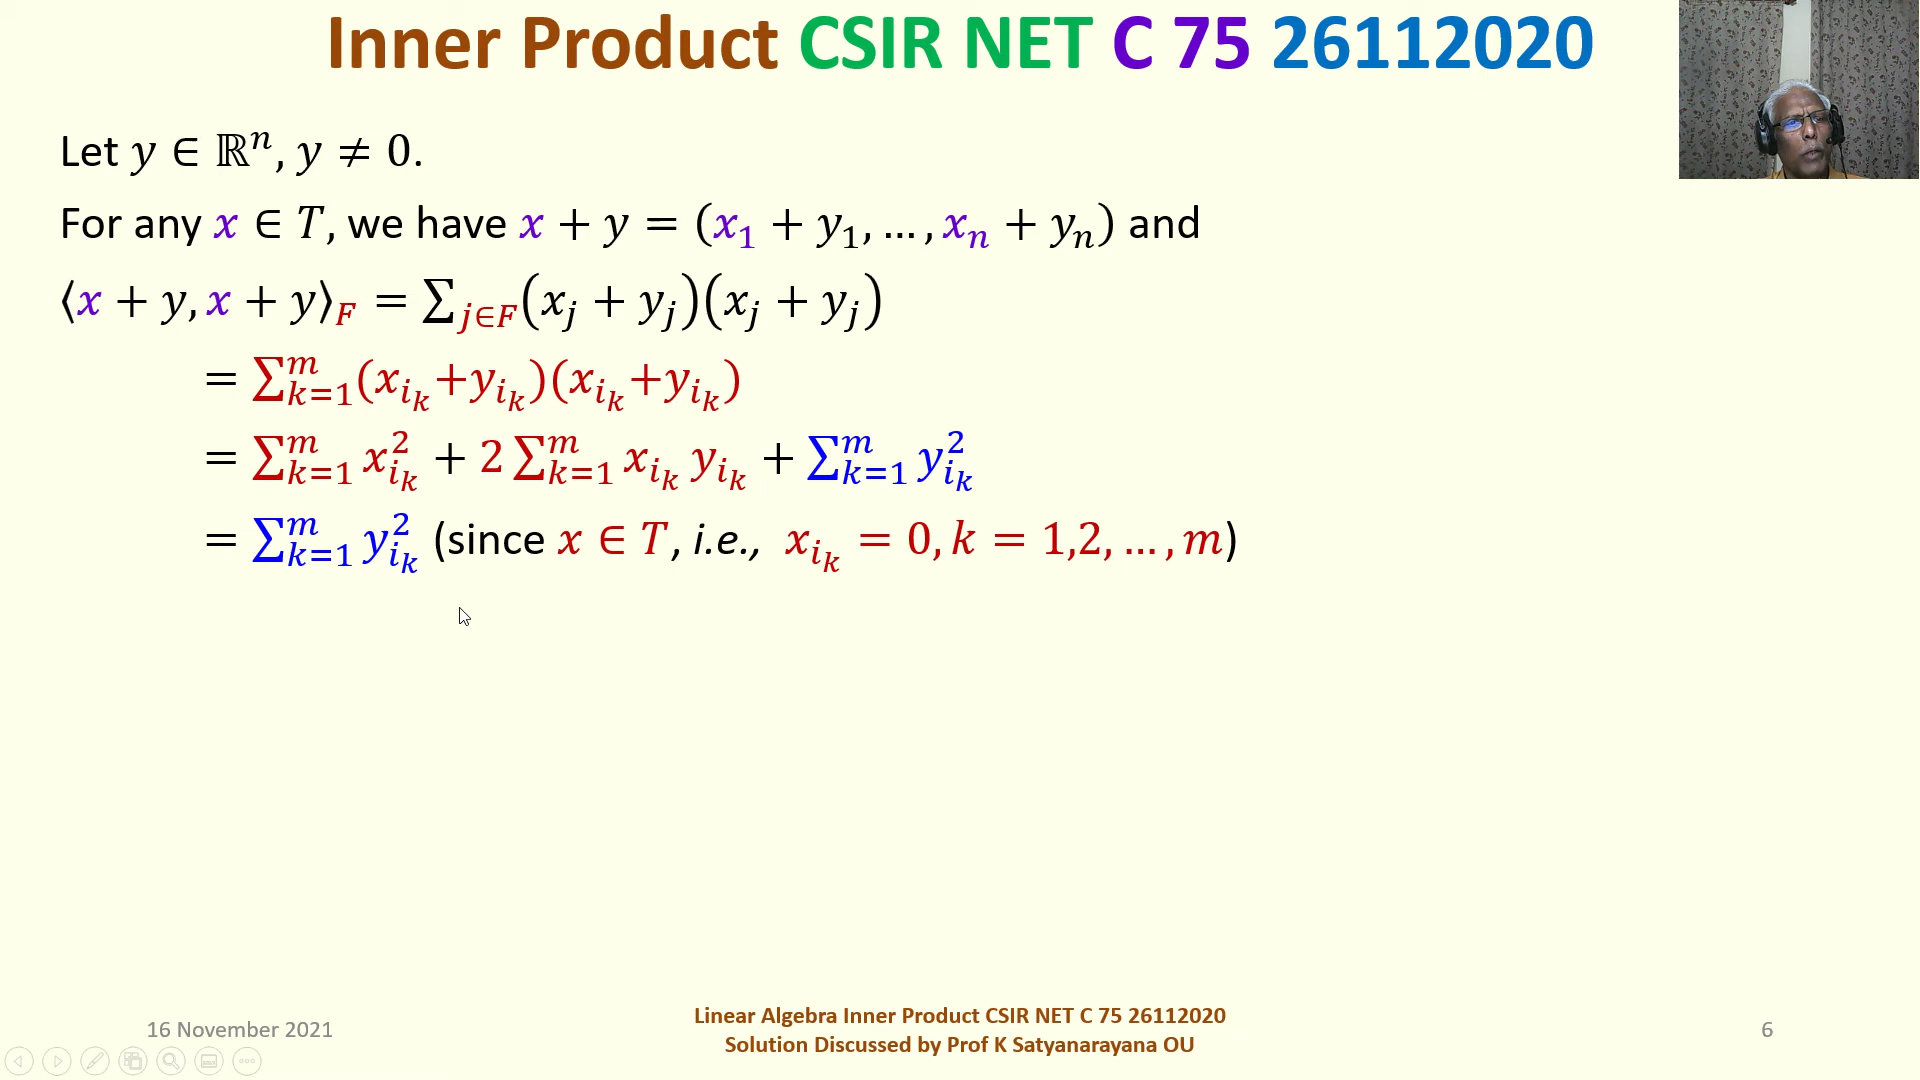 Inner Product CSIR NET C 75 26112020
Let 𝑦 ∈ ℝⁿ, 𝑦 ≠ 0.
For any 𝑥 ∈ 𝑇, we have 𝑥 + 𝑦 = (𝑥₁ + 𝑦₁, … , 𝑥ₙ + 𝑦ₙ) and
⟨𝑥 + 𝑦, 𝑥 + 𝑦⟩_𝐹 = ∑_{𝑗∈𝐹}(𝑥_𝑗 + 𝑦_𝑗)(𝑥_𝑗 + 𝑦_𝑗)
= ∑_{𝑘=1}^{𝑚}(𝑥_{𝑖_𝑘}+𝑦_{𝑖_𝑘})(𝑥_{𝑖_𝑘}+𝑦_{𝑖_𝑘})
= ∑_{𝑘=1}^{𝑚} 𝑥_{𝑖_𝑘}^2 + 2 ∑_{𝑘=1}^{𝑚} 𝑥_{𝑖_𝑘} 𝑦_{𝑖_𝑘} + ∑_{𝑘=1}^{𝑚} 𝑦_{𝑖_𝑘}^2
= ∑_{𝑘=1}^{𝑚} 𝑦_{𝑖_𝑘}^2 (since 𝑥 ∈ 𝑇, i.e., 𝑥_{𝑖_𝑘} = 0, 𝑘 = 1,2, … , 𝑚)
16 November 2021
Linear Algebra Inner Product CSIR NET C 75 26112020
Solution Discussed by Prof K Satyanarayana OU
6